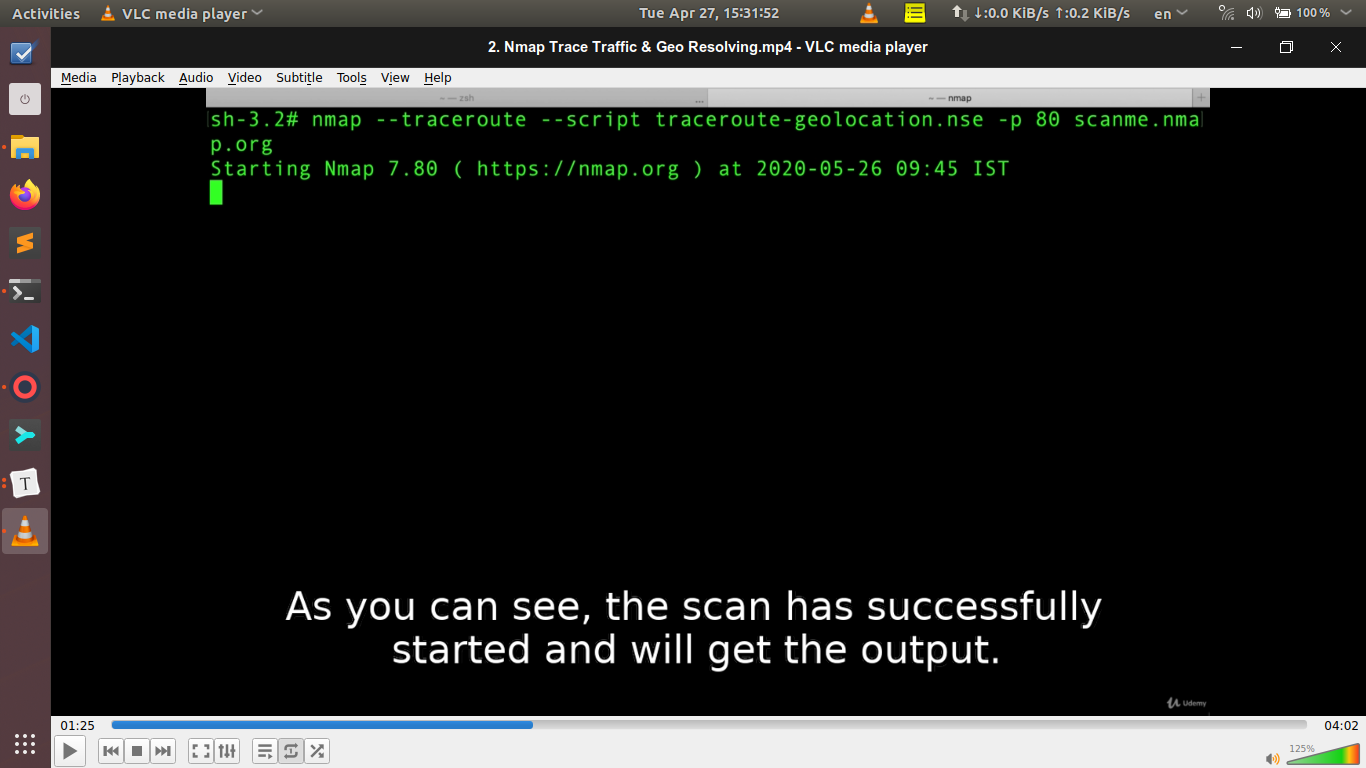 Activities
VLC media player
Tue Apr 27, 15:31:52
↓:0.0 KiB/s ↑:0.2 KiB/s
en
100 %
2. Nmap Trace Traffic & Geo Resolving.mp4 - VLC media player
Media Playback Audio Video Subtitle Tools View Help
~ — zsh
...
~ — nmap
+
sh-3.2# nmap --traceroute --script traceroute-geolocation.nse -p 80 scanme.nma
p.org
Starting Nmap 7.80 ( https://nmap.org ) at 2020-05-26 09:45 IST
T
As you can see, the scan has successfully
started and will get the output.
Udemy
01:25
04:02
125%